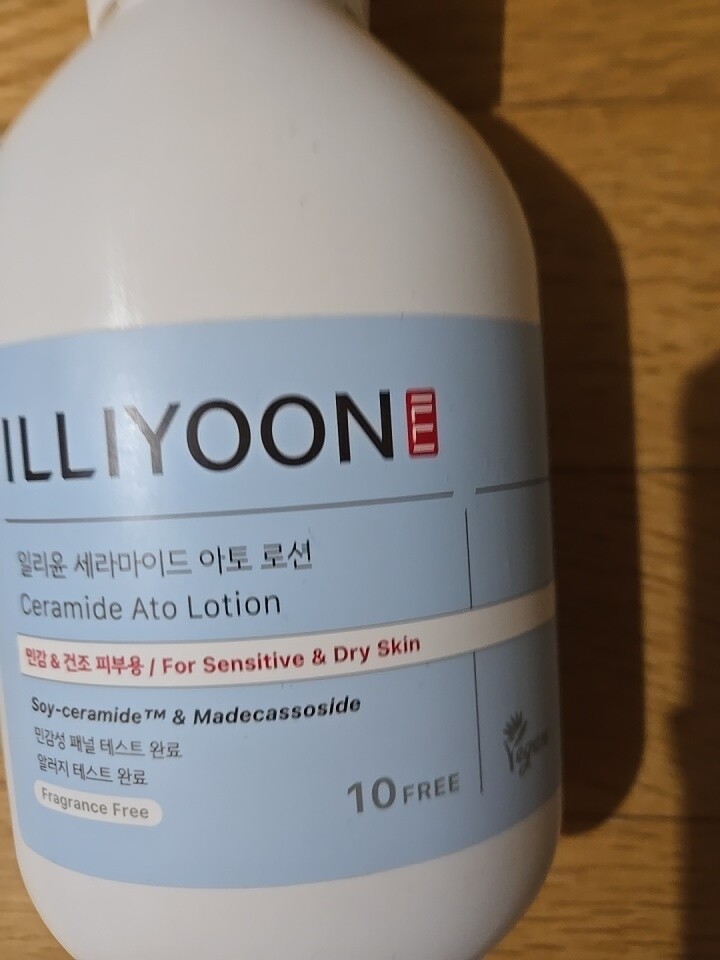 ILLIYOON ILLI
일리윤 세라마이드 아토 로션
Ceramide Ato Lotion
민감 & 건조 피부용 / For Sensitive & Dry Skin
Soy-ceramide™ & Madecassoside
민감성 패널 테스트 완료
알러지 테스트 완료
Fragrance Free
10 FREE
Vegan